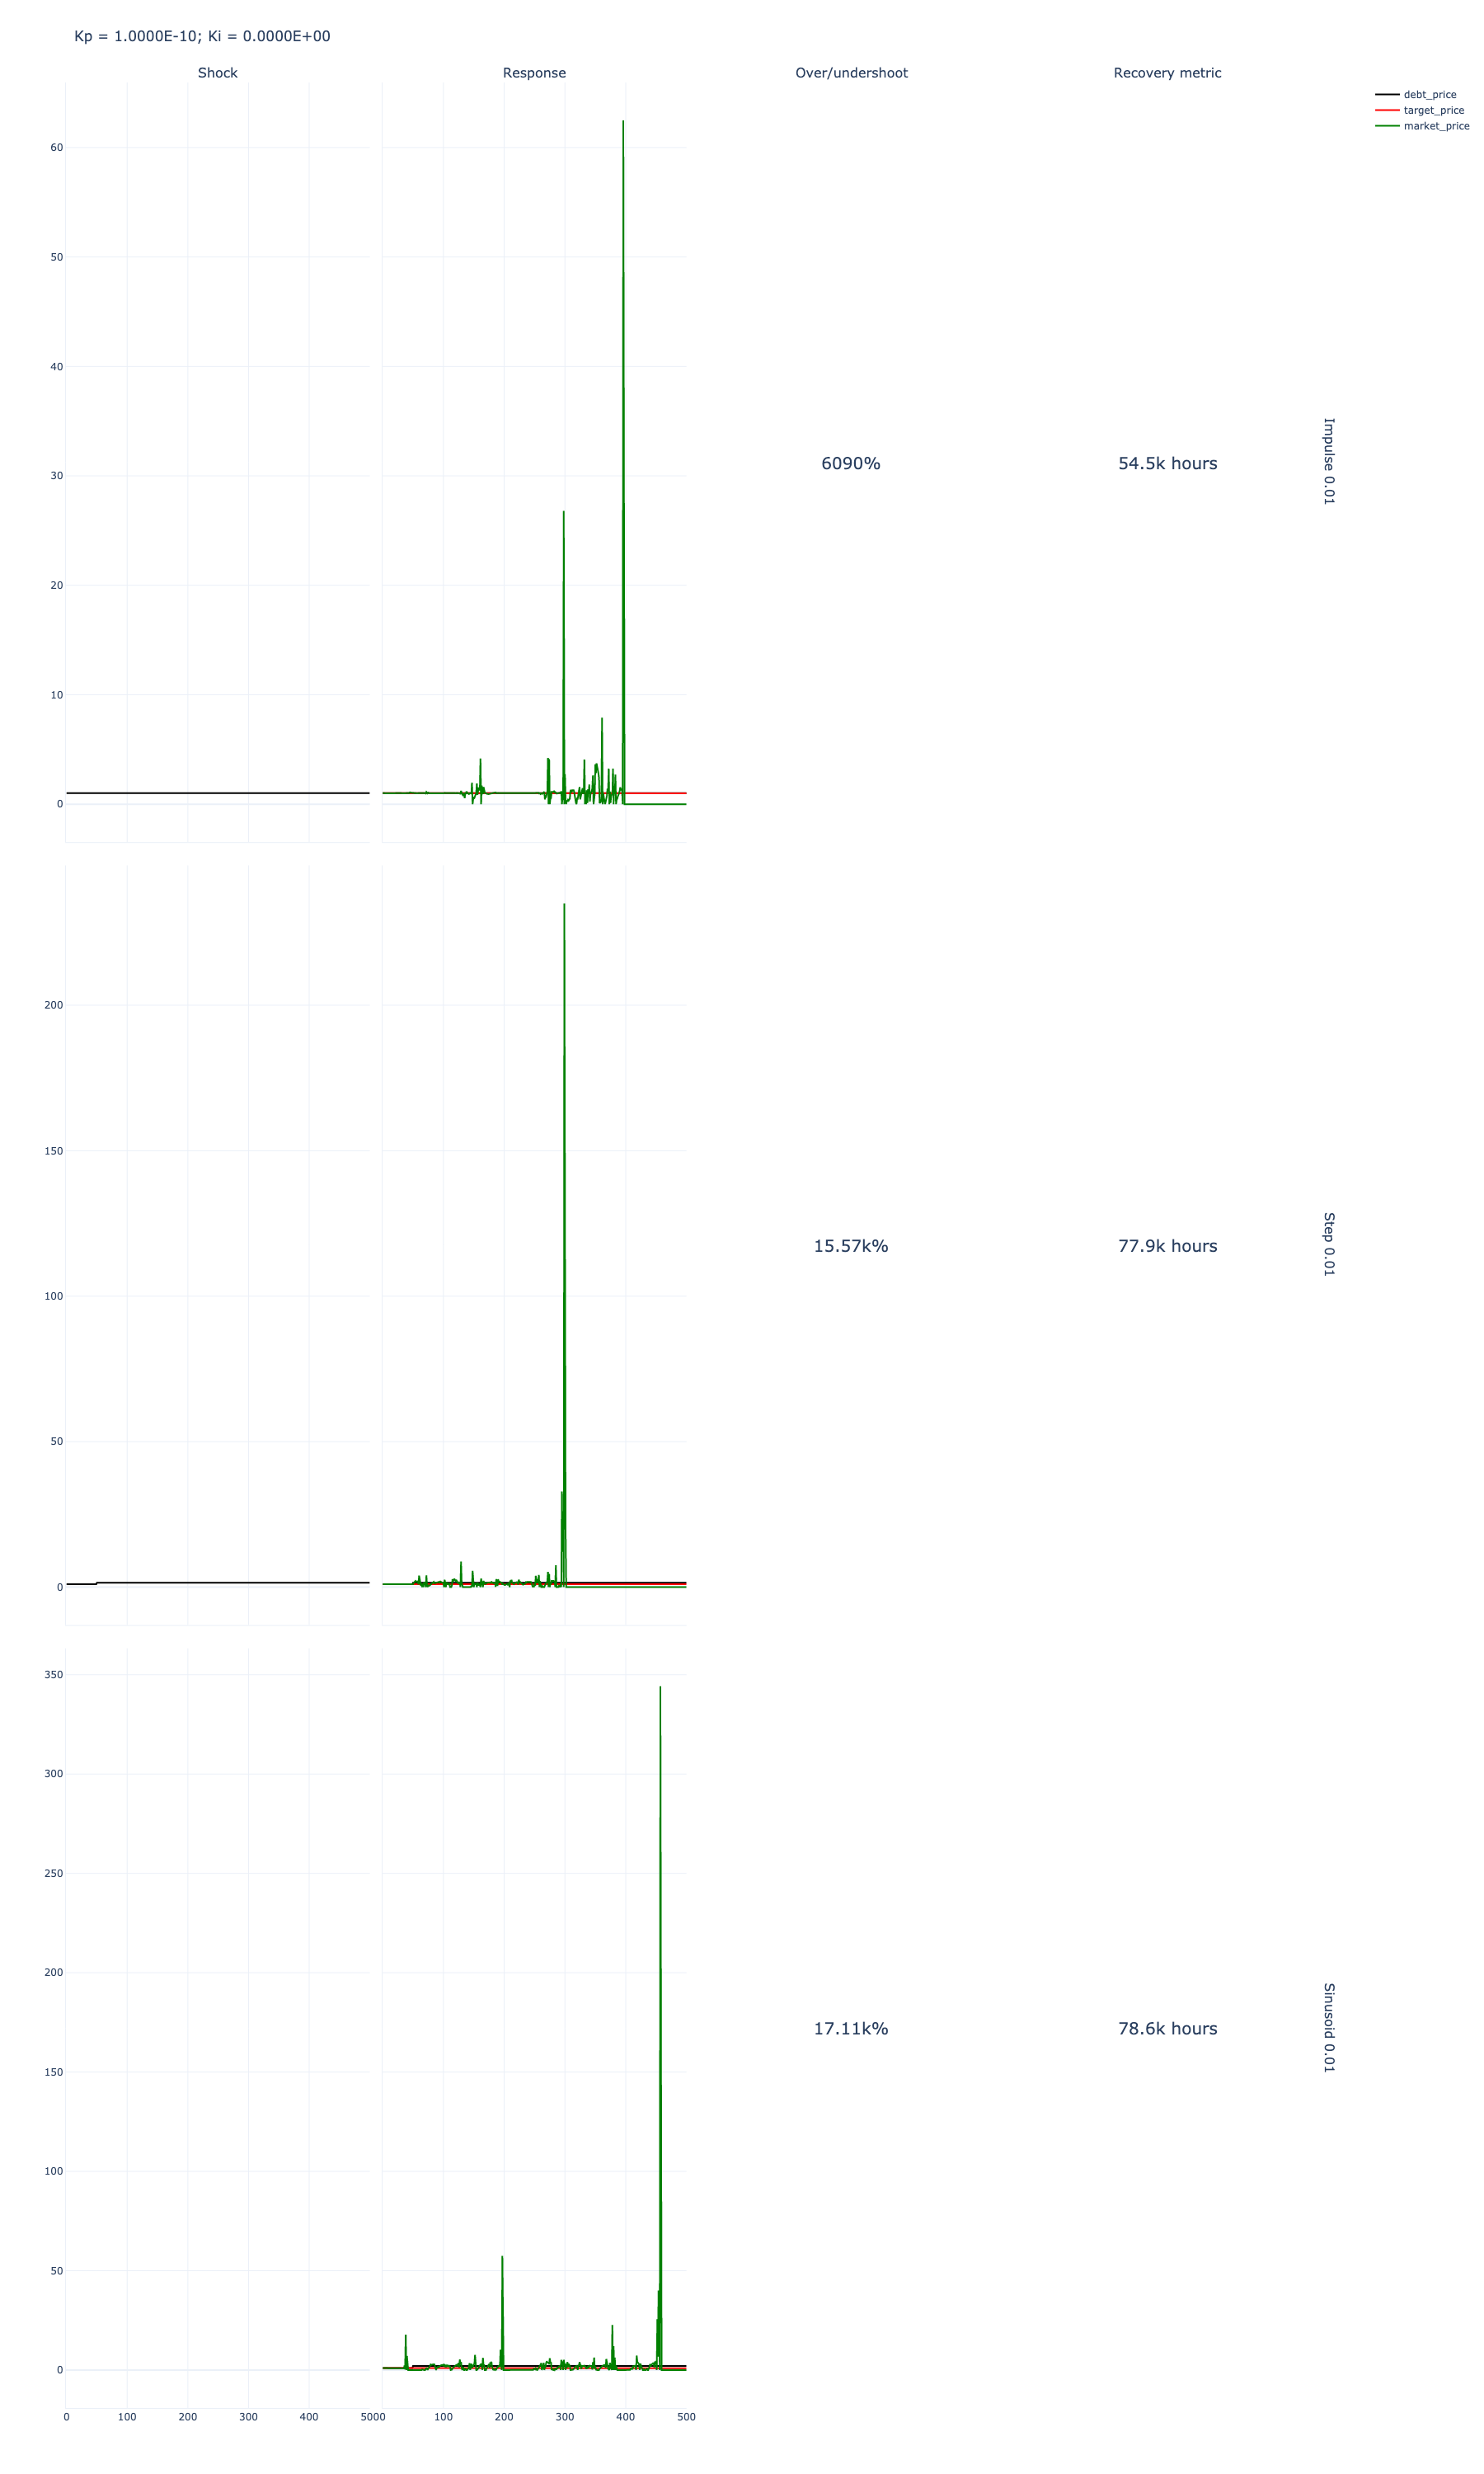 Kp = 1.0000E-10; Ki = 0.0000E+00
Shock
Response
Over/undershoot
Recovery metric
debt_price
target_price
market_price
60
50
40
30
20
10
0
6090%
54.5k hours
Impulse 0.01
200
150
100
50
0
15.57k%
77.9k hours
Step 0.01
350
300
250
200
150
100
50
0
17.11k%
78.6k hours
Sinusoid 0.01
0 100 200 300 400 5000 100 200 300 400 500